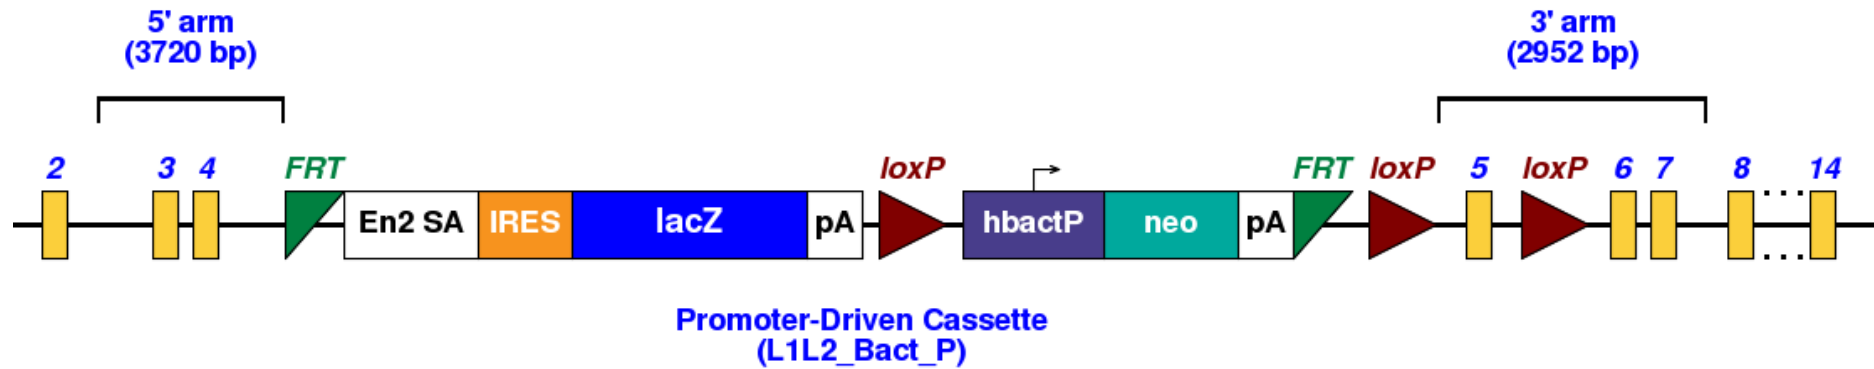 5' arm
(3720 bp)
3' arm
(2952 bp)
2 3 4 FRT loxP FRT loxP 5 loxP 6 7 8 14
En2 SA IRES lacZ pA hbactP neo pA
Promoter-Driven Cassette
(L1L2_Bact_P)